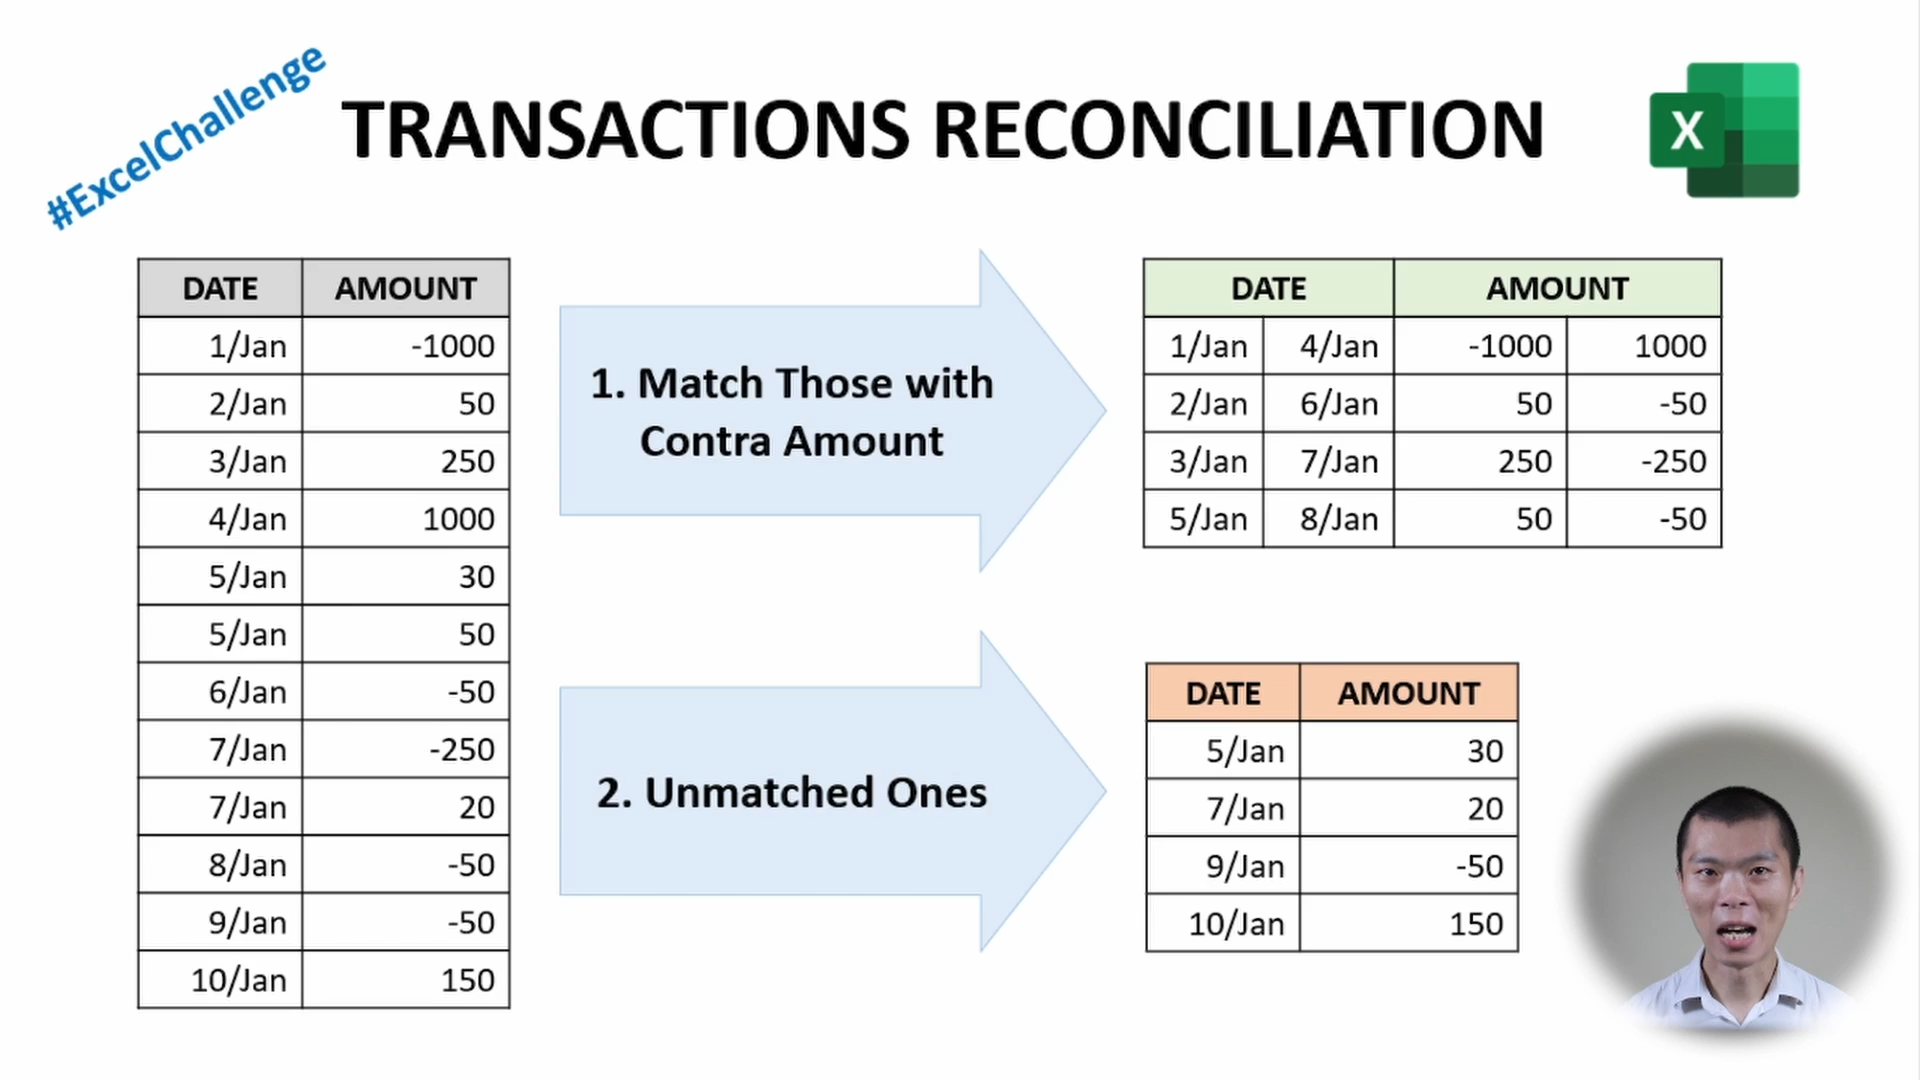 #ExcelChallenge
TRANSACTIONS RECONCILIATION
X
DATE AMOUNT
1/Jan -1000
2/Jan 50
3/Jan 250
4/Jan 1000
5/Jan 30
5/Jan 50
6/Jan -50
7/Jan -250
7/Jan 20
8/Jan -50
9/Jan -50
10/Jan 150
1. Match Those with
Contra Amount
DATE AMOUNT
1/Jan 4/Jan -1000 1000
2/Jan 6/Jan 50 -50
3/Jan 7/Jan 250 -250
5/Jan 8/Jan 50 -50
2. Unmatched Ones
DATE AMOUNT
5/Jan 30
7/Jan 20
9/Jan -50
10/Jan 150